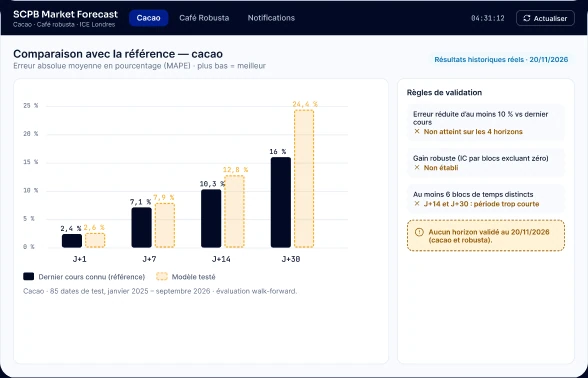 SCPB Market Forecast
Cacao · Café robusta · ICE Londres
Cacao
Café Robusta
Notifications
04:31:12
Actualiser
Comparaison avec la référence — cacao
Erreur absolue moyenne en pourcentage (MAPE) · plus bas = meilleur
Résultats historiques réels · 20/11/2026
25 %
20 %
15 %
10 %
5 %
0 %
2,4 %
2,6 %
7,1 %
7,9 %
10,3 %
12,8 %
16 %
24,4 %
J+1
J+7
J+14
J+30
Dernier cours connu (référence)
Modèle testé
Cacao · 85 dates de test, janvier 2025 – septembre 2026 · évaluation walk-forward.
Règles de validation
Erreur réduite d'au moins 10 % vs dernier
cours
× Non atteint sur les 4 horizons
Gain robuste (IC par blocs excluant zéro)
× Non établi
Au moins 6 blocs de temps distincts
× J+14 et J+30 : période trop courte
Aucun horizon validé au 20/11/2026
(cacao et robusta).